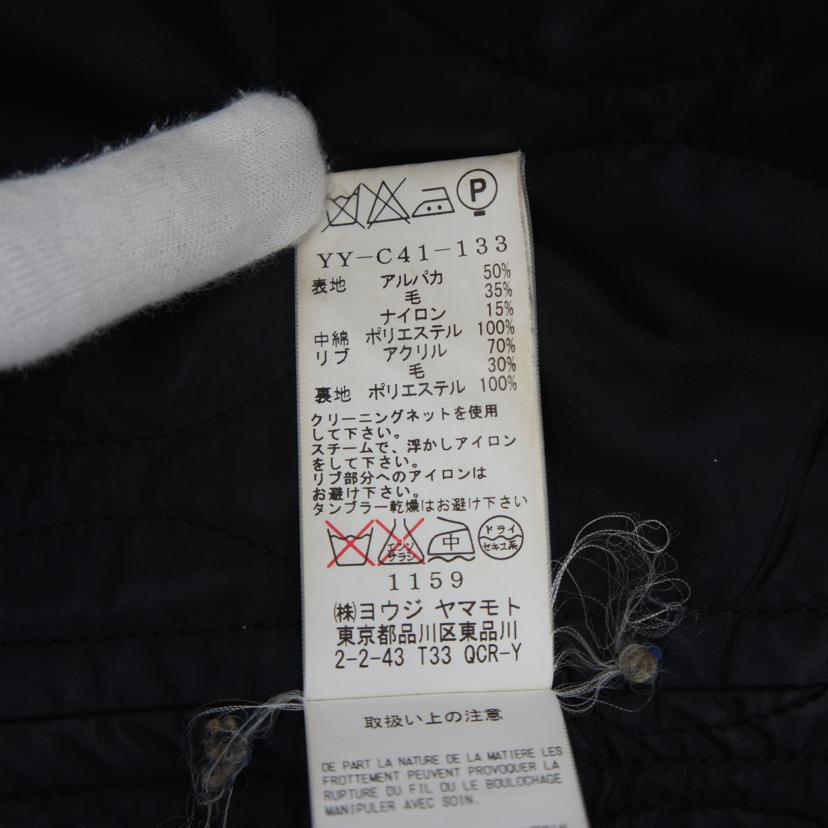 P
YY-C41-133
表地 アルパカ 50%
毛 35%
ナイロン 15%
中綿 ポリエステル 100%
リブ アクリル 70%
毛 30%
裏地 ポリエステル 100%
クリーニングネットを使用
して下さい。
スチームで、浮かしアイロン
をして下さい。
リブ部分へのアイロンは
お避け下さい。
タンブラー乾燥はお避け下さい
エンソ サラシ 中 ドライ セキユ系
1159
㈱ヨウジ ヤマモト
東京都品川区東品川
2-2-43 T33 QCR-Y
取扱い上の注意
DE PART LA NATURE DE LA MATIERE LES
FROTTEMENT PEUVENT PROVOQUER LA
RUPTURE DU FIL OU LE BOULOCHAGE
MANIPULER AVEC SOIN.